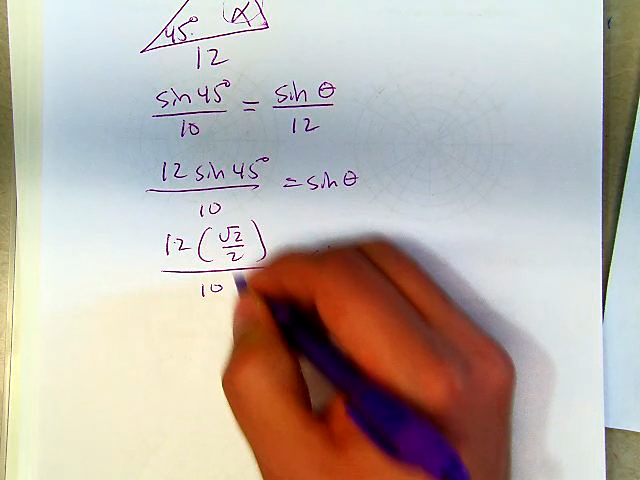 45° α
12
sin 45° / 10 = sin θ / 12
12 sin 45° / 10 = sin θ
12 (√2 / 2) / 10